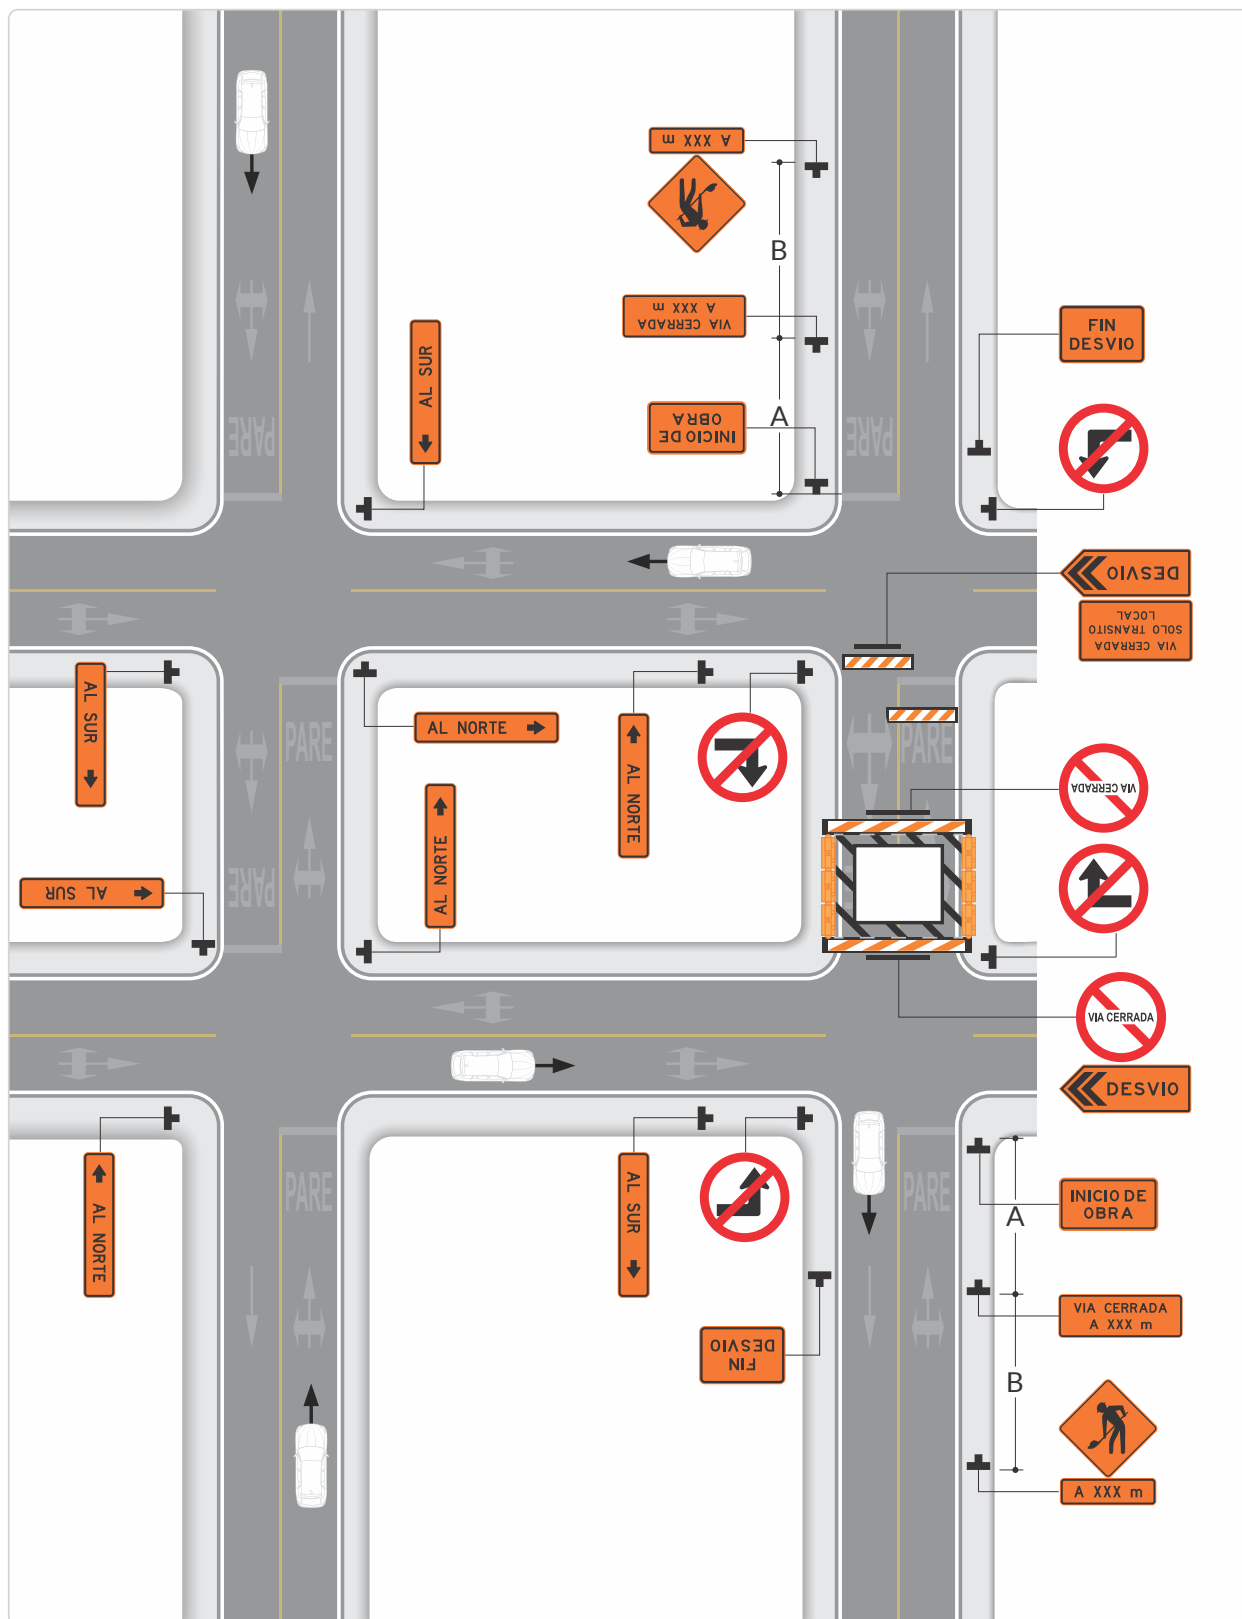 A XXX m
B
VIA CERRADA
A XXX m
AL SUR
FIN
DESVIO
INICIO DE
OBRA
A
PARE
PARE
DESVIO
VIA CERRADA
SOLO TRANSITO
LOCAL
AL SUR
AL NORTE
AL NORTE
PARE
PARE
VIA CERRADA
AL NORTE
PARE
AL SUR
VIA CERRADA
DESVIO
AL NORTE
AL SUR
PARE
PARE
INICIO DE
OBRA
A
VIA CERRADA
A XXX m
FIN
DESVIO
B
A XXX m